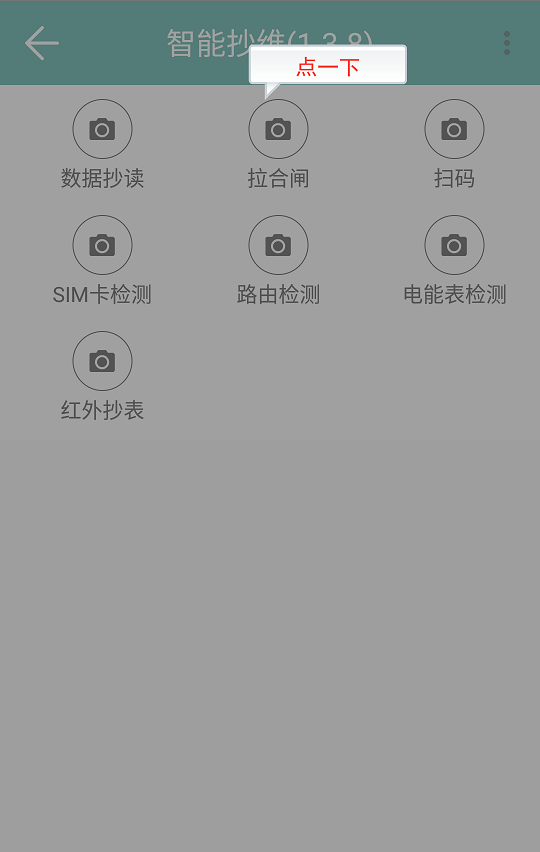 智能抄维(1.3.8)
点一下
数据抄读
拉合闸
扫码
SIM卡检测
路由检测
电能表检测
红外抄表